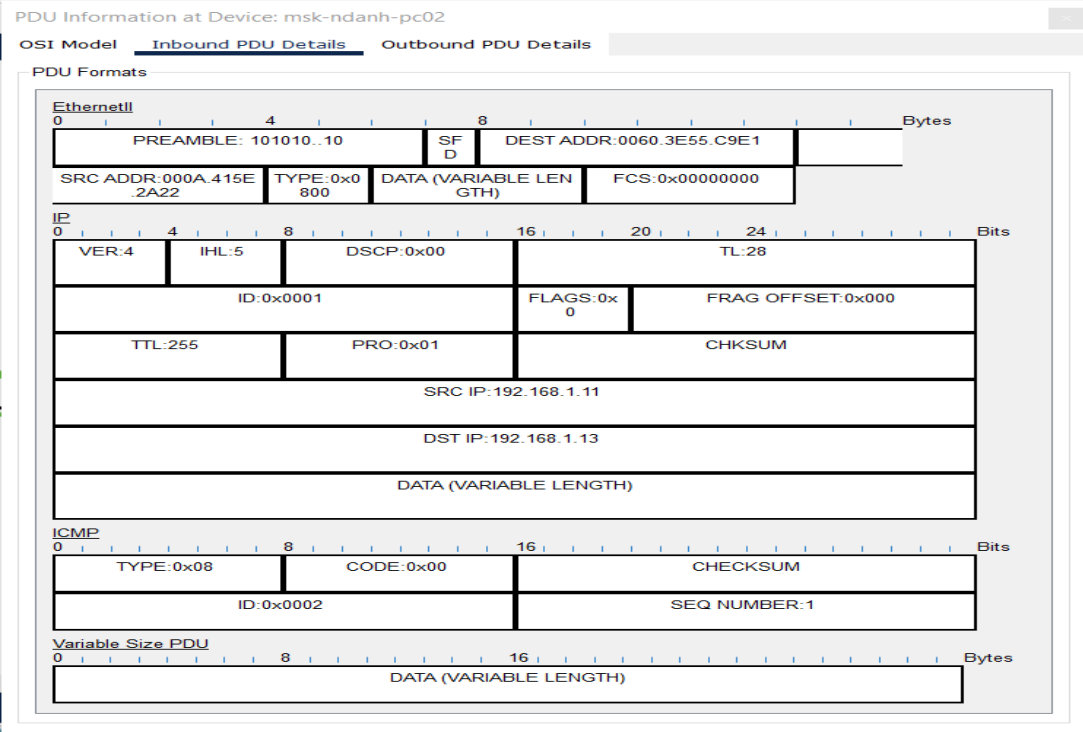 PDU Information at Device: msk-ndanh-pc02
OSI Model Inbound PDU Details Outbound PDU Details
PDU Formats
EthernetII
0 4 8 Bytes
PREAMBLE: 101010..10 SF DEST ADDR:0060.3E55.C9E1
D
SRC ADDR:000A.415E TYPE:0x0 DATA (VARIABLE LEN FCS:0x00000000
.2A22 800 GTH)
IP
0 4 8 16 20 24 Bits
VER:4 IHL:5 DSCP:0x00 TL:28
ID:0x0001 FLAGS:0x FRAG OFFSET:0x000
0
TTL:255 PRO:0x01 CHKSUM
SRC IP:192.168.1.11
DST IP:192.168.1.13
DATA (VARIABLE LENGTH)
ICMP
0 8 16 Bits
TYPE:0x08 CODE:0x00 CHECKSUM
ID:0x0002 SEQ NUMBER:1
Variable Size PDU
0 8 16 Bytes
DATA (VARIABLE LENGTH)